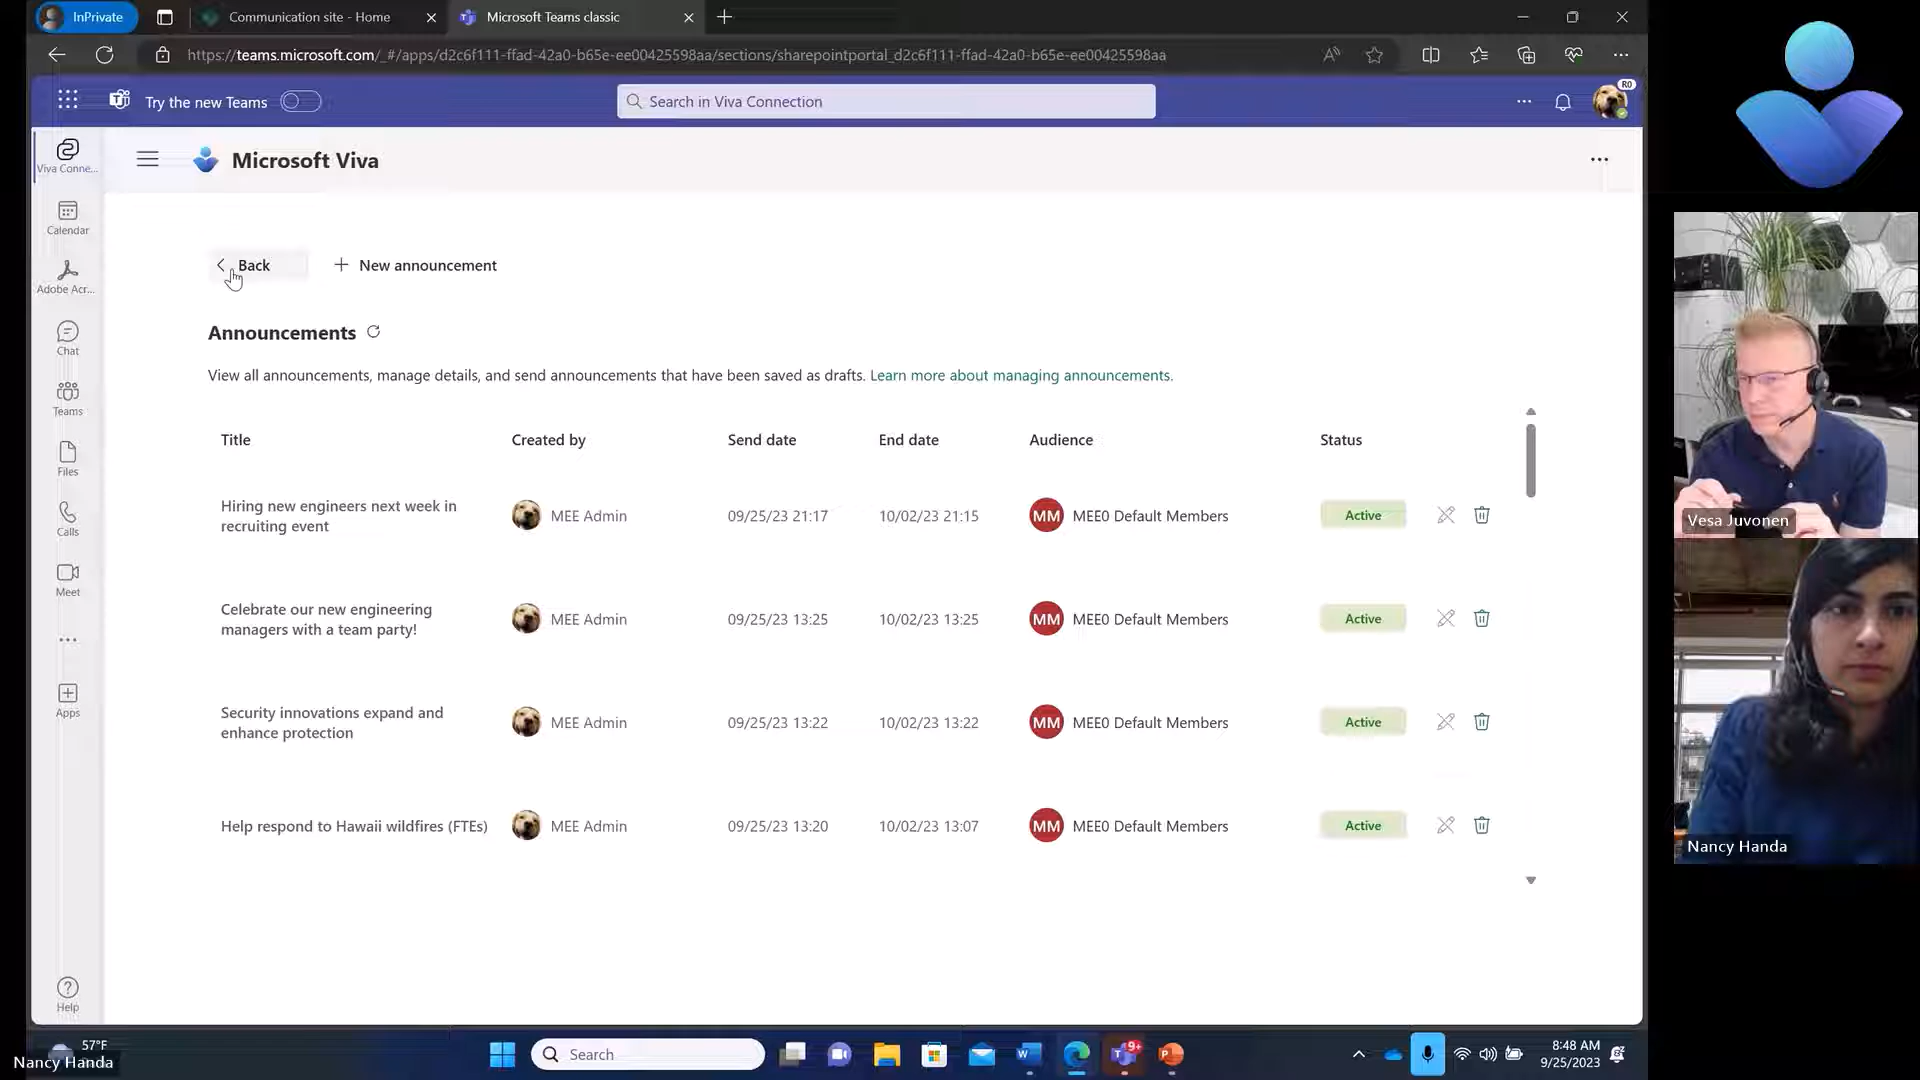 InPrivate
Communication site - Home
Microsoft Teams classic
https://teams.microsoft.com/_#/apps/d2c6f111-ffad-42a0-b65e-ee00425598aa/sections/sharepointportal_d2c6f111-ffad-42a0-b65e-ee00425598aa
Try the new Teams
Search in Viva Connection
RO
Viva Conne...
Calendar
Adobe Acr...
Chat
Teams
Files
Calls
Meet
Apps
Help
Microsoft Viva
Back
New announcement
Announcements
View all announcements, manage details, and send announcements that have been saved as drafts. Learn more about managing announcements.
Title Created by Send date End date Audience Status
Hiring new engineers next week in
recruiting event
MEE Admin 09/25/23 21:17 10/02/23 21:15 MM MEE0 Default Members Active
Celebrate our new engineering
managers with a team party!
MEE Admin 09/25/23 13:25 10/02/23 13:25 MM MEE0 Default Members Active
Security innovations expand and
enhance protection
MEE Admin 09/25/23 13:22 10/02/23 13:22 MM MEE0 Default Members Active
Help respond to Hawaii wildfires (FTEs) MEE Admin 09/25/23 13:20 10/02/23 13:07 MM MEE0 Default Members Active
Vesa Juvonen
Nancy Handa
57°F
Nancy Handa
Search
9+
8:48 AM
9/25/2023